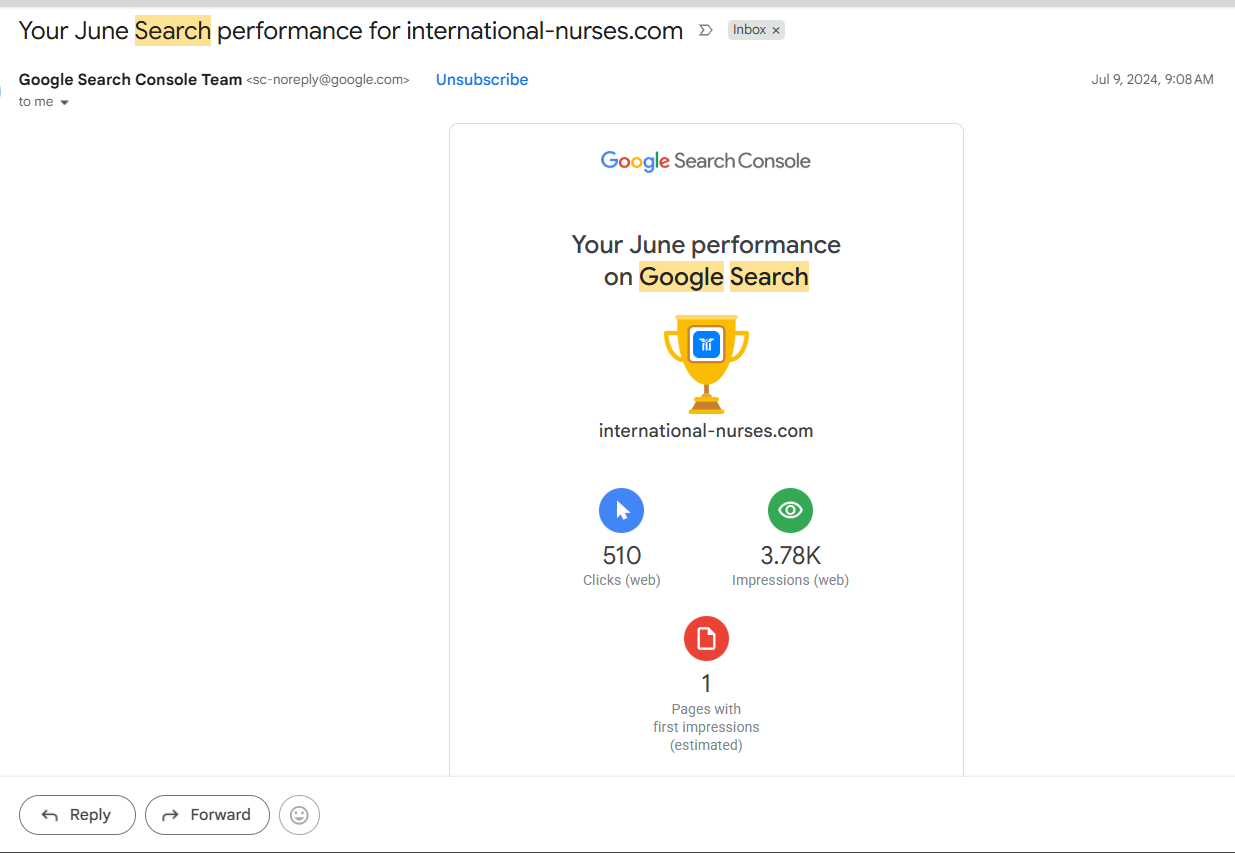 Your June Search performance for international-nurses.com
Inbox ×
Google Search Console Team <sc-noreply@google.com>
Unsubscribe
Jul 9, 2024, 9:08 AM
to me
Google Search Console
Your June performance
on Google Search
international-nurses.com
510
3.78K
Clicks (web)
Impressions (web)
1
Pages with
first impressions
(estimated)
Reply
Forward